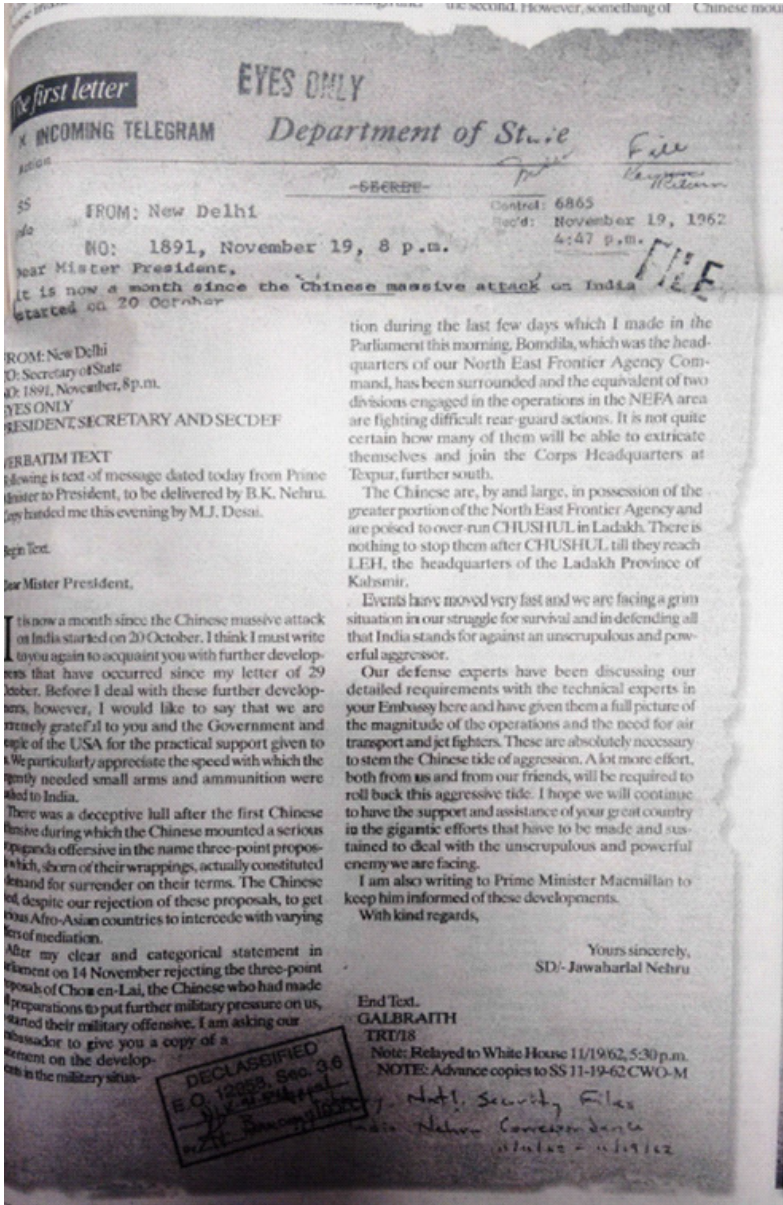 the second. However, something of
Chinese mou
The first letter
EYES ONLY
INCOMING TELEGRAM
Department of State
File
SECRET
FROM: New Delhi
Control: 6865
Rec'd: November 19, 1962
4:47 p.m.
NO: 1891, November 19, 8 p.m.
FILE
Dear Mister President,
it is now a month since the Chinese massive attack on India
started on 20 October
FROM: New Delhi
TO: Secretary of State
NO: 1891, November, 8p.m.
EYES ONLY
PRESIDENT, SECRETARY AND SECDEF
VERBATIM TEXT
Following is text of message dated today from Prime
Minister to President, to be delivered by B.K. Nehru.
Copy handed me this evening by M.J. Desai.
Begin Text.
Dear Mister President,
It is now a month since the Chinese massive attack
on India started on 20 October. I think I must write
to you again to acquaint you with further develop-
ments that have occurred since my letter of 29
October. Before I deal with these further develop-
ments, however, I would like to say that we are
extremely grateful to you and the Government and
people of the USA for the practical support given to
us. We particularly appreciate the speed with which the
urgently needed small arms and ammunition were
rushed to India.
There was a deceptive lull after the first Chinese
offensive during which the Chinese mounted a serious
propaganda offensive in the name three-point propos-
als which, shorn of their wrappings, actually constituted
demand for surrender on their terms. The Chinese
tried, despite our rejection of these proposals, to get
various Afro-Asian countries to intercede with varying
offers of mediation.
After my clear and categorical statement in
Parliament on 14 November rejecting the three-point
proposals of Chou en-Lai, the Chinese who had made
full preparations to put further military pressure on us,
started their military offensive. I am asking our
Ambassador to give you a copy of a
statement on the develop-
ments in the military situa-
tion during the last few days which I made in the
Parliament this morning. Bomdila, which was the head-
quarters of our North East Frontier Agency Com-
mand, has been surrounded and the equivalent of two
divisions engaged in the operations in the NEFA area
are fighting difficult rear-guard actions. It is not quite
certain how many of them will be able to extricate
themselves and join the Corps Headquarters at
Texpur, further south.
The Chinese are, by and large, in possession of the
greater portion of the North East Frontier Agency and
are poised to over-run CHUSHUL in Ladakh. There is
nothing to stop them after CHUSHUL till they reach
LEH, the headquarters of the Ladakh Province of
Kahsmir.
Events have moved very fast and we are facing a grim
situation in our struggle for survival and in defending all
that India stands for against an unscrupulous and pow-
erful aggressor.
Our defense experts have been discussing our
detailed requirements with the technical experts in
your Embassy here and have given them a full picture of
the magnitude of the operations and the need for air
transport and jet fighters. These are absolutely necessary
to stem the Chinese tide of aggression. A lot more effort,
both from us and from our friends, will be required to
roll back this aggressive tide. I hope we will continue
to have the support and assistance of your great country
in the gigantic efforts that have to be made and sus-
tained to deal with the unscrupulous and powerful
enemy we are facing.
I am also writing to Prime Minister Macmillan to
keep him informed of these developments.
With kind regards,
Yours sincerely,
SD/- Jawaharlal Nehru
End Text.
GALBRAITH
TRT/18
Note: Relayed to White House 11/19/62, 5:30 p.m.
NOTE: Advance copies to SS 11-19-62 CWO-M
DECLASSIFIED
E.O. 12958, Sec. 3.6
Natl. Security Files
India Nehru Correspondence